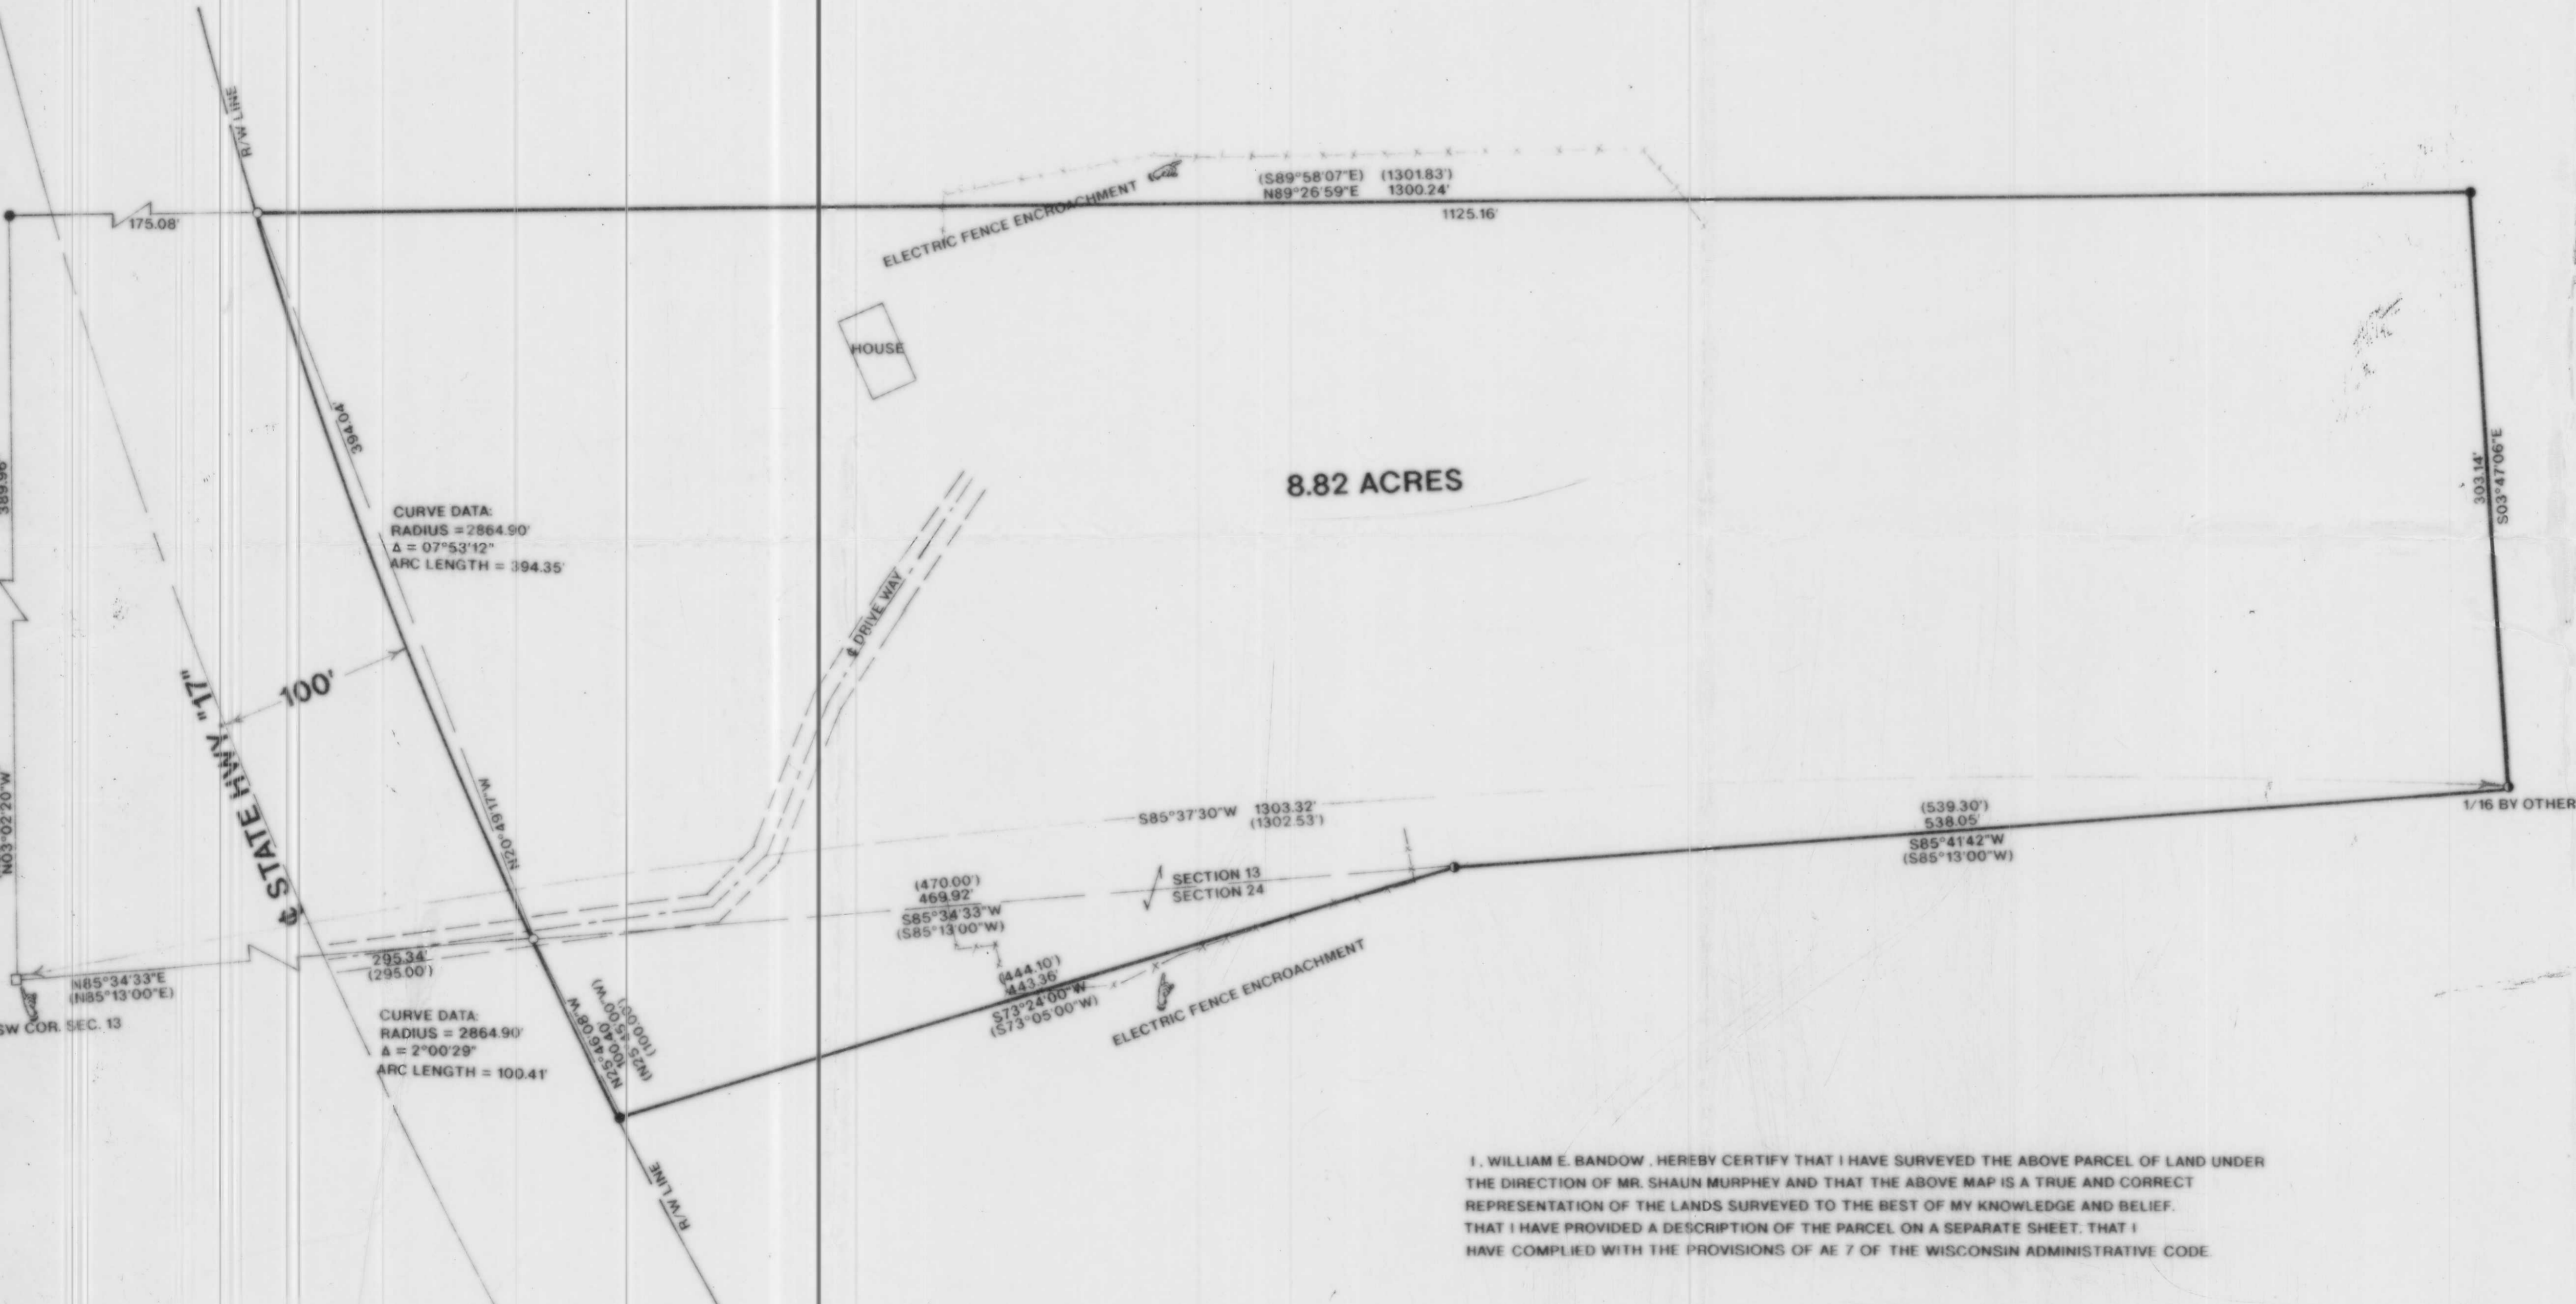 R/W LINE
175.08'
(S89°58'07"E) (1301.83')
N89°26'59"E 1300.24'
1125.16'
ELECTRIC FENCE ENCROACHMENT
HOUSE
394.04'
CURVE DATA:
RADIUS = 2864.90'
Δ = 07°53'12"
ARC LENGTH = 394.35'
8.82 ACRES
303.14'
S03°47'06"E
389.96'
N03°02'20"W
100'
℄ STATE HWY "17"
℄ DRIVE WAY
N20°49'17"W
S85°37'30"W 1303.32'
(1302.53')
(539.30')
538.05'
S85°41'42"W
(S85°13'00"W)
1/16 BY OTHER
SECTION 13
SECTION 24
(470.00')
469.92'
S85°34'33"W
(S85°13'00"W)
295.34'
(295.00')
N85°34'33"E
(N85°13'00"E)
SW COR. SEC. 13
(444.10')
443.36'
S73°24'00"W
(S73°05'00"W)
ELECTRIC FENCE ENCROACHMENT
N25°46'08"W
100.40'
(N25°45'00"W)
(100.00')
CURVE DATA:
RADIUS = 2864.90'
Δ = 2°00'29"
ARC LENGTH = 100.41'
R/W LINE
I, WILLIAM E. BANDOW, HEREBY CERTIFY THAT I HAVE SURVEYED THE ABOVE PARCEL OF LAND UNDER
THE DIRECTION OF MR. SHAUN MURPHEY AND THAT THE ABOVE MAP IS A TRUE AND CORRECT
REPRESENTATION OF THE LANDS SURVEYED TO THE BEST OF MY KNOWLEDGE AND BELIEF.
THAT I HAVE PROVIDED A DESCRIPTION OF THE PARCEL ON A SEPARATE SHEET. THAT I
HAVE COMPLIED WITH THE PROVISIONS OF AE 7 OF THE WISCONSIN ADMINISTRATIVE CODE